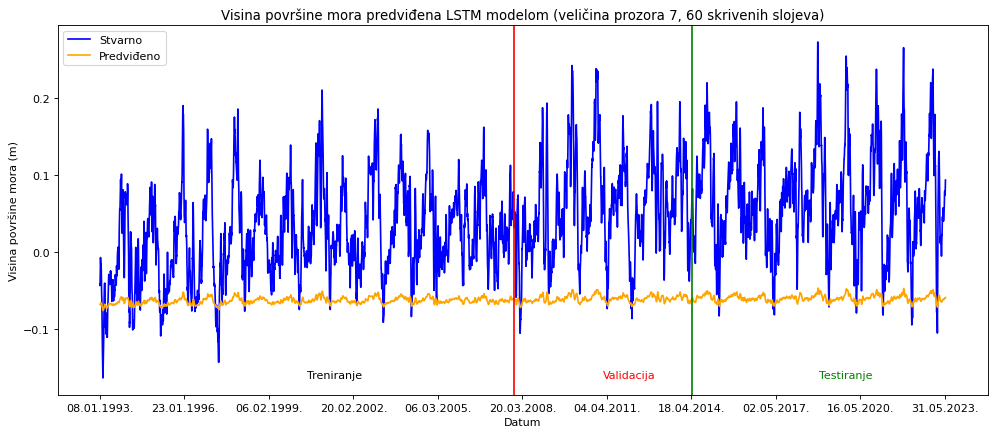 Visina površine mora predviđena LSTM modelom (veličina prozora 7, 60 skrivenih slojeva)
Stvarno
Predviđeno
Visina površine mora (m)
0.2
0.1
0.0
−0.1
Treniranje
Validacija
Testiranje
08.01.1993.
23.01.1996.
06.02.1999.
20.02.2002.
06.03.2005.
20.03.2008.
04.04.2011.
18.04.2014.
02.05.2017.
16.05.2020.
31.05.2023.
Datum